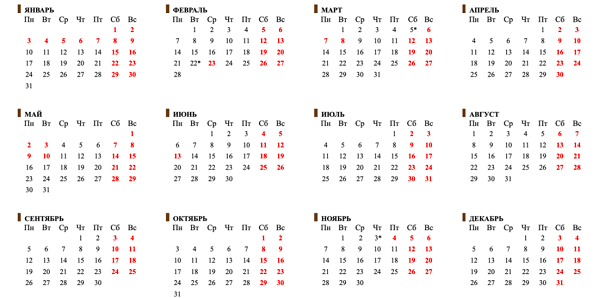 ЯНВАРЬ
Пн Вт Ср Чт Пт Сб Вс
1 2
3 4 5 6 7 8 9
10 11 12 13 14 15 16
17 18 19 20 21 22 23
24 25 26 27 28 29 30
31
ФЕВРАЛЬ
Пн Вт Ср Чт Пт Сб Вс
1 2 3 4 5 6
7 8 9 10 11 12 13
14 15 16 17 18 19 20
21 22* 23 24 25 26 27
28
МАРТ
Пн Вт Ср Чт Пт Сб Вс
1 2 3 4 5* 6
7 8 9 10 11 12 13
14 15 16 17 18 19 20
21 22 23 24 25 26 27
28 29 30 31
АПРЕЛЬ
Пн Вт Ср Чт Пт Сб Вс
1 2 3
4 5 6 7 8 9 10
11 12 13 14 15 16 17
18 19 20 21 22 23 24
25 26 27 28 29 30
МАЙ
Пн Вт Ср Чт Пт Сб Вс
1
2 3 4 5 6 7 8
9 10 11 12 13 14 15
16 17 18 19 20 21 22
23 24 25 26 27 28 29
30 31
ИЮНЬ
Пн Вт Ср Чт Пт Сб Вс
1 2 3 4 5
6 7 8 9 10 11 12
13 14 15 16 17 18 19
20 21 22 23 24 25 26
27 28 29 30
ИЮЛЬ
Пн Вт Ср Чт Пт Сб Вс
1 2 3
4 5 6 7 8 9 10
11 12 13 14 15 16 17
18 19 20 21 22 23 24
25 26 27 28 29 30 31
АВГУСТ
Пн Вт Ср Чт Пт Сб Вс
1 2 3 4 5 6 7
8 9 10 11 12 13 14
15 16 17 18 19 20 21
22 23 24 25 26 27 28
29 30 31
СЕНТЯБРЬ
Пн Вт Ср Чт Пт Сб Вс
1 2 3 4
5 6 7 8 9 10 11
12 13 14 15 16 17 18
19 20 21 22 23 24 25
26 27 28 29 30
ОКТЯБРЬ
Пн Вт Ср Чт Пт Сб Вс
1 2
3 4 5 6 7 8 9
10 11 12 13 14 15 16
17 18 19 20 21 22 23
24 25 26 27 28 29 30
31
НОЯБРЬ
Пн Вт Ср Чт Пт Сб Вс
1 2 3* 4 5 6
7 8 9 10 11 12 13
14 15 16 17 18 19 20
21 22 23 24 25 26 27
28 29 30
ДЕКАБРЬ
Пн Вт Ср Чт Пт Сб Вс
1 2 3 4
5 6 7 8 9 10 11
12 13 14 15 16 17 18
19 20 21 22 23 24 25
26 27 28 29 30 31